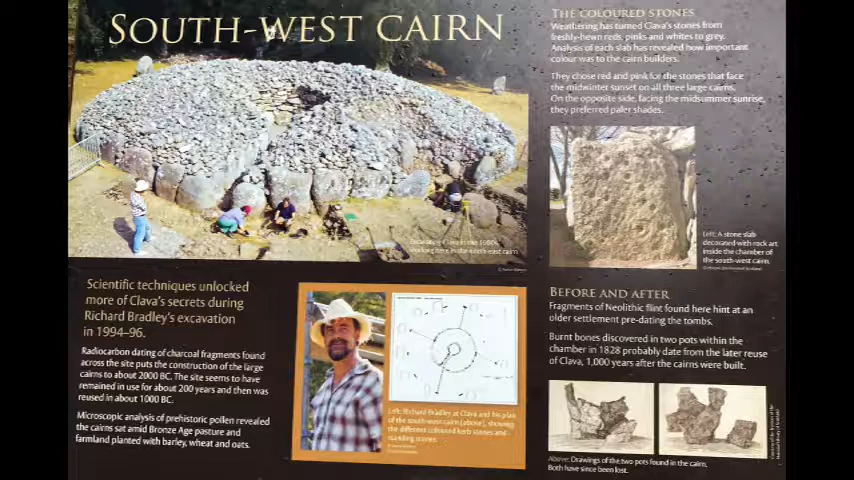 SOUTH-WEST CAIRN
Scientific techniques unlocked
more of Clava's secrets during
Richard Bradley's excavation
in 1994–96.
Radiocarbon dating of charcoal fragments found
across the site puts the construction of the large
cairns to about 2000 BC. The site seems to have
remained in use for about 200 years and then was
reused in about 1000 BC.
Microscopic analysis of prehistoric pollen revealed
the cairns sat amid Bronze Age pasture and
farmland planted with barley, wheat and oats.
Left: Richard Bradley at Clava and his plan
of the south-west cairn (above), showing
the different coloured kerb stones and
standing stones.
THE COLOURED STONES
Weathering has turned Clava's stones from
freshly-hewn reds, pinks and whites to grey.
Analysis of each slab has revealed how important
colour was to the cairn builders.
They chose red and pink for the stones that face
the midwinter sunset on all three large cairns.
On the opposite side, facing the midsummer sunrise,
they preferred paler shades.
Left: A stone slab
decorated with rock art
inside the chamber of
the south-west cairn.
BEFORE AND AFTER
Fragments of Neolithic flint found here hint at an
older settlement pre-dating the tombs.
Burnt bones discovered in two pots within the
chamber in 1828 probably date from the later reuse
of Clava, 1,000 years after the cairns were built.
Above: Drawings of the two pots found in the cairn.
Both have since been lost.